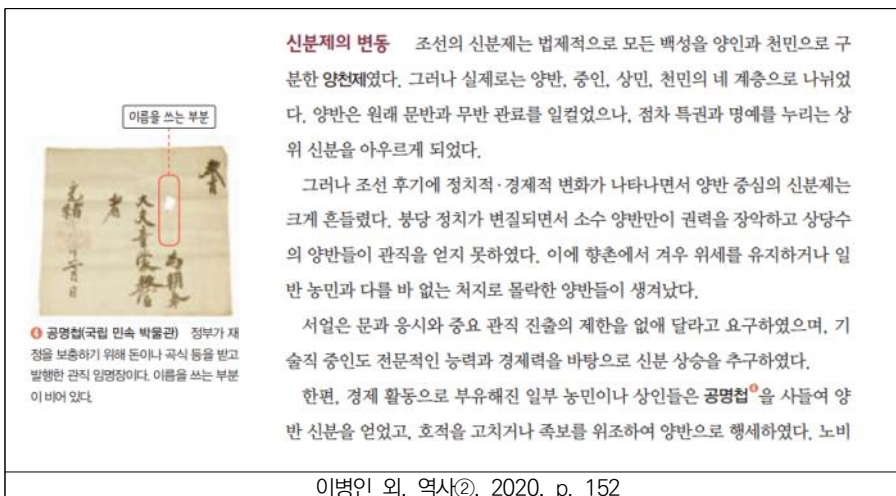 신분제의 변동 조선의 신분제는 법제적으로 모든 백성을 양인과 천민으로 구
분한 양천제였다. 그러나 실제로는 양반, 중인, 상민, 천민의 네 계층으로 나뉘었
다. 양반은 원래 문반과 무반 관료를 일컬었으나, 점차 특권과 명예를 누리는 상
위 신분을 아우르게 되었다.
그러나 조선 후기에 정치적·경제적 변화가 나타나면서 양반 중심의 신분제는
크게 흔들렸다. 붕당 정치가 변질되면서 소수 양반만이 권력을 장악하고 상당수
의 양반들이 관직을 얻지 못하였다. 이에 향촌에서 겨우 위세를 유지하거나 일
반 농민과 다를 바 없는 처지로 몰락한 양반들이 생겨났다.
서얼은 문과 응시와 중요 관직 진출의 제한을 없애 달라고 요구하였으며, 기
술직 중인도 전문적인 능력과 경제력을 바탕으로 신분 상승을 추구하였다.
한편, 경제 활동으로 부유해진 일부 농민이나 상인들은 공명첩❹을 사들여 양
반 신분을 얻었고, 호적을 고치거나 족보를 위조하여 양반으로 행세하였다. 노비
이름을 쓰는 부분
❹ 공명첩(국립 민속 박물관) 정부가 재
정을 보충하기 위해 돈이나 곡식 등을 받고
발행한 관직 임명장이다. 이름을 쓰는 부분
이 비어 있다.
이병인 외, 역사②, 2020, p. 152